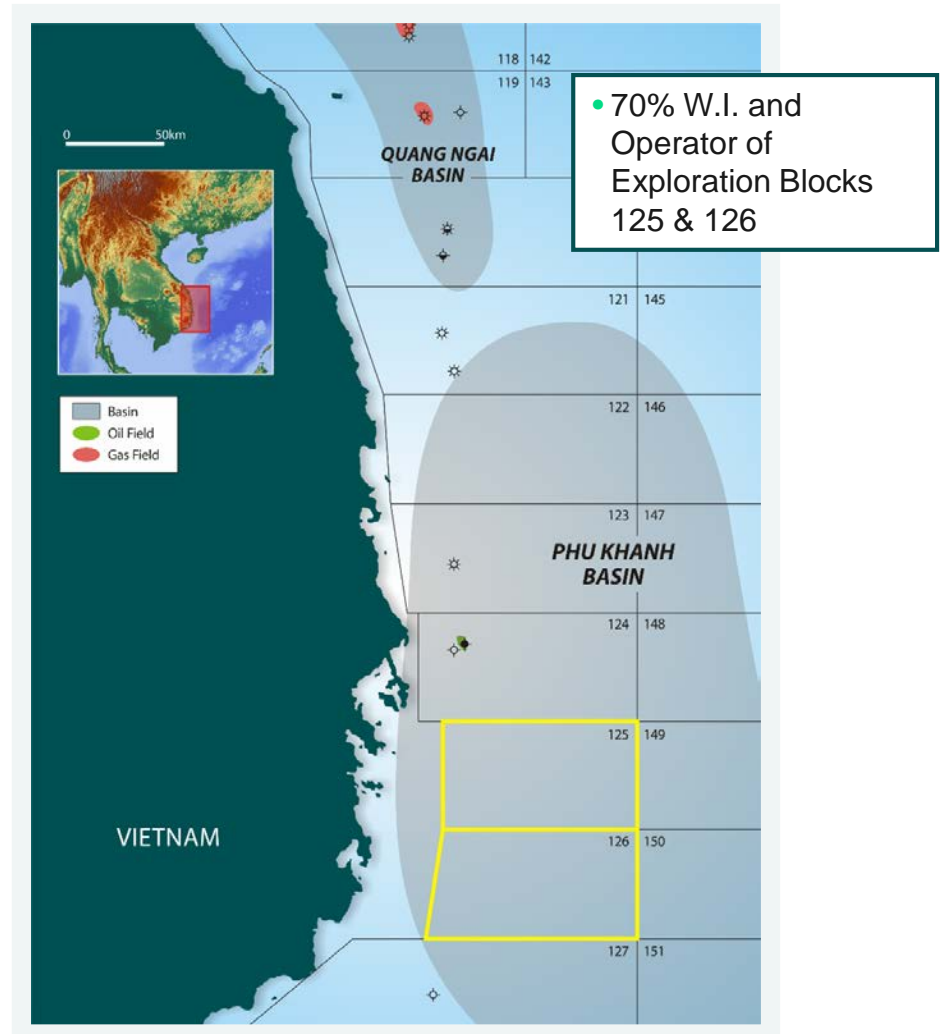 118 142
119 143
• 70% W.I. and
Operator of
Exploration Blocks
125 & 126
0 50km
QUANG NGAI
BASIN
121 145
Basin
Oil Field
Gas Field
122 146
123 147
PHU KHANH
BASIN
124 148
125 149
VIETNAM
126 150
127 151